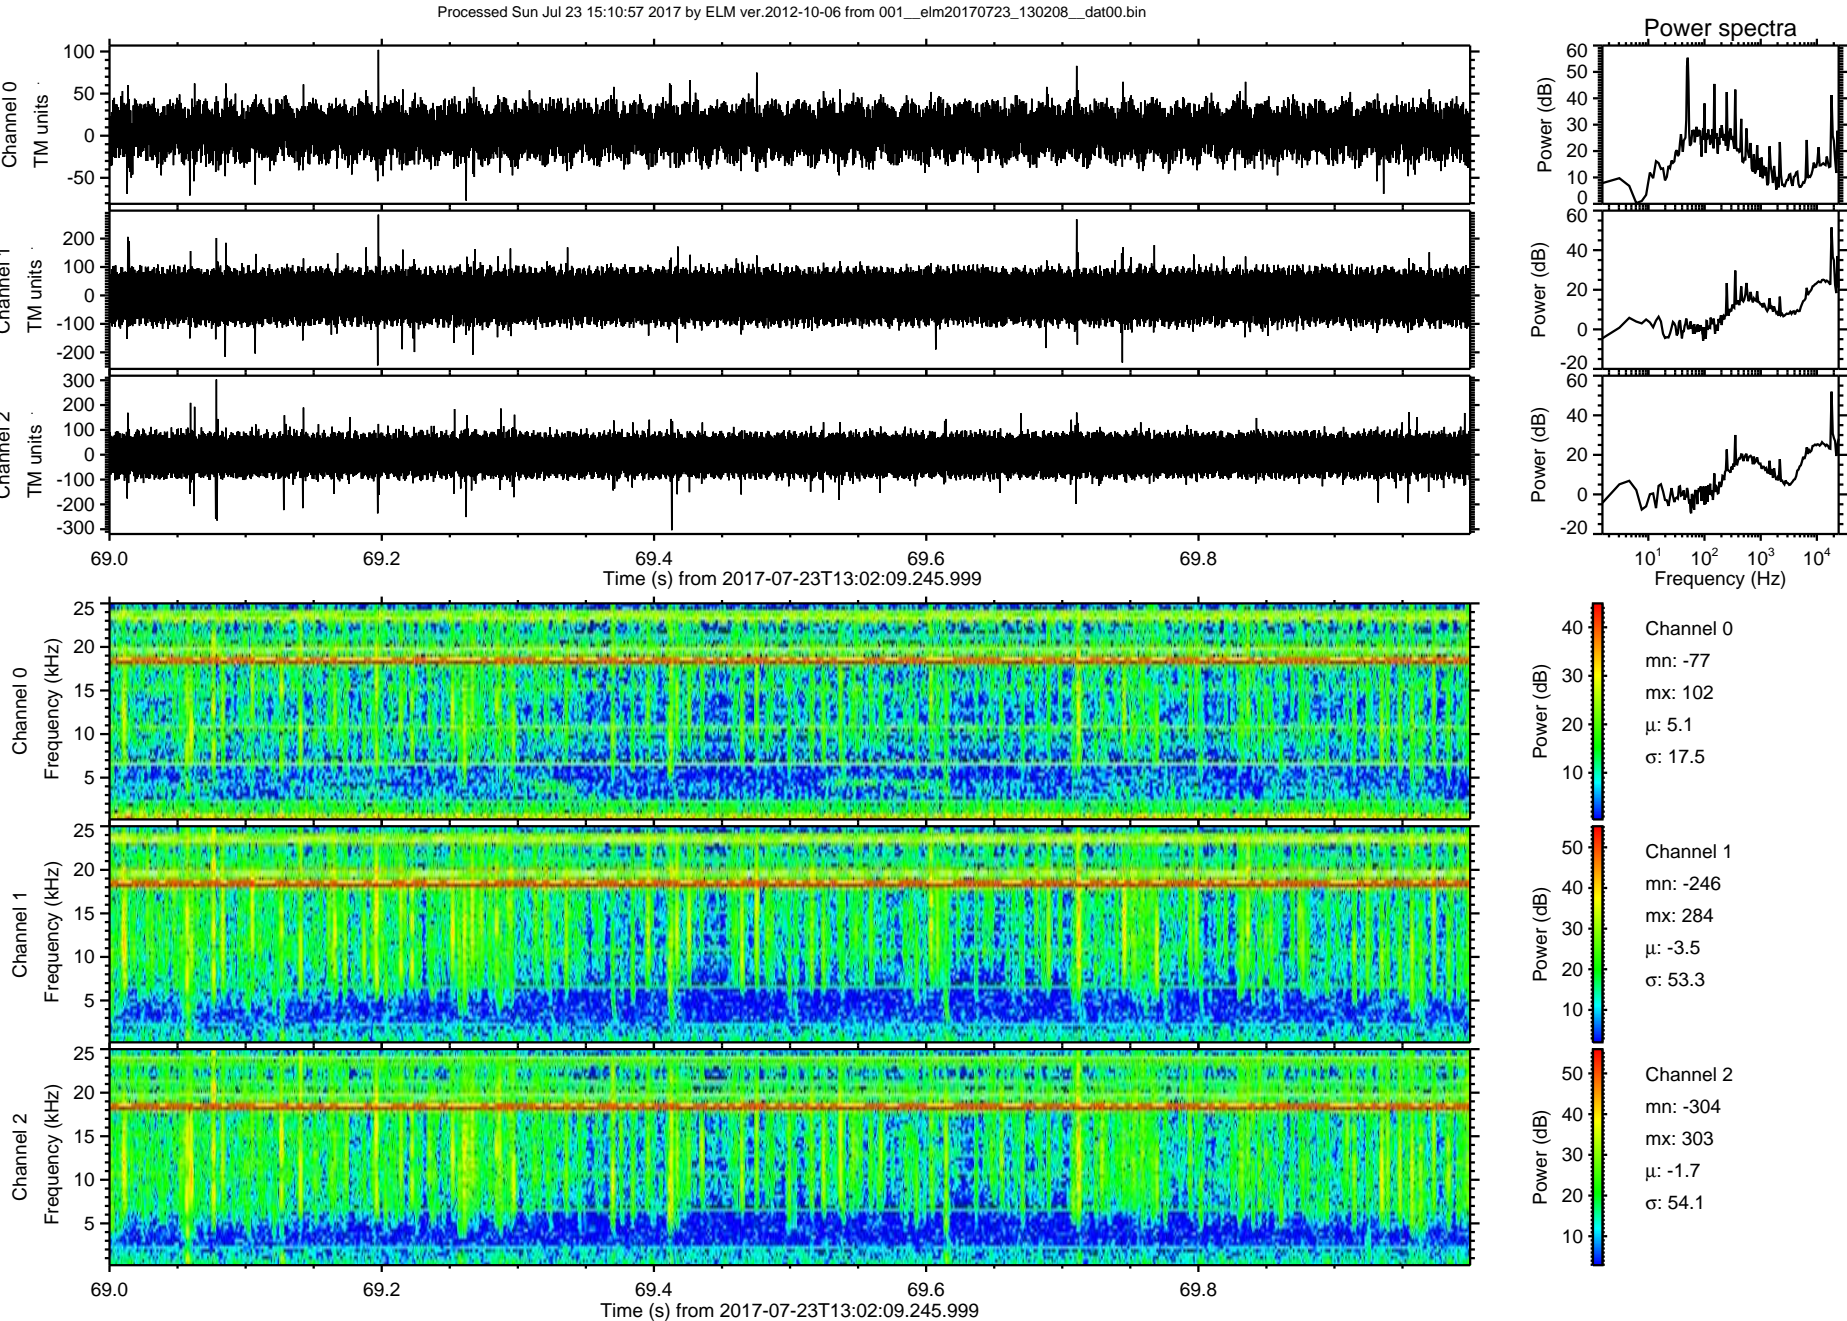 Processed Sun Jul 23 15:10:57 2017 by ELM ver.2012-10-06 from 001__elm20170723_130208__dat00.bin
Power spectra
Channel 0
TM units
100
50
0
-50
Power (dB)
60
50
40
30
20
10
0
Channel 1
TM units
200
100
0
-100
-200
Power (dB)
60
40
20
0
-20
Channel 2
TM units
300
200
100
0
-100
-200
-300
Power (dB)
60
40
20
0
-20
69.0 69.2 69.4 69.6 69.8
Time (s) from 2017-07-23T13:02:09.245.999
10¹ 10² 10³ 10⁴
Frequency (Hz)
Channel 0
Frequency (kHz)
25
20
15
10
5
Power (dB)
40
30
20
10
Channel 0
mn: -77
mx: 102
μ: 5.1
σ: 17.5
Channel 1
Frequency (kHz)
25
20
15
10
5
Power (dB)
50
40
30
20
10
Channel 1
mn: -246
mx: 284
μ: -3.5
σ: 53.3
Channel 2
Frequency (kHz)
25
20
15
10
5
Power (dB)
50
40
30
20
10
Channel 2
mn: -304
mx: 303
μ: -1.7
σ: 54.1
69.0 69.2 69.4 69.6 69.8
Time (s) from 2017-07-23T13:02:09.245.999